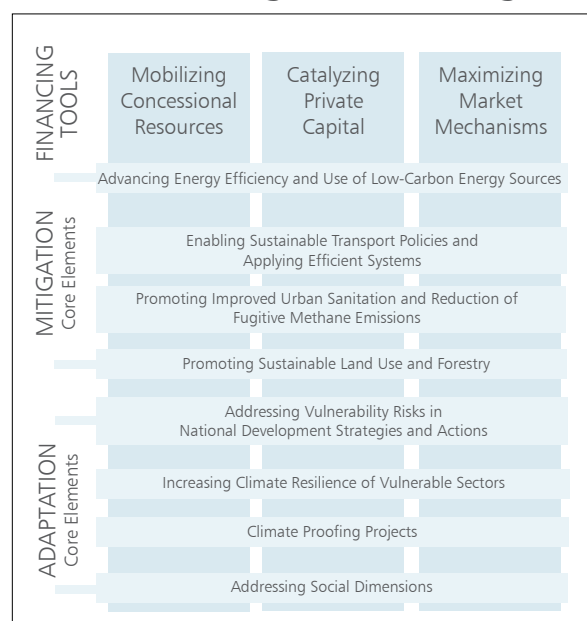 FINANCING
TOOLS
Mobilizing
Concessional
Resources
Catalyzing
Private
Capital
Maximizing
Market
Mechanisms
MITIGATION
Core Elements
Advancing Energy Efficiency and Use of Low-Carbon Energy Sources
Enabling Sustainable Transport Policies and
Applying Efficient Systems
Promoting Improved Urban Sanitation and Reduction of
Fugitive Methane Emissions
Promoting Sustainable Land Use and Forestry
ADAPTATION
Core Elements
Addressing Vulnerability Risks in
National Development Strategies and Actions
Increasing Climate Resilience of Vulnerable Sectors
Climate Proofing Projects
Addressing Social Dimensions